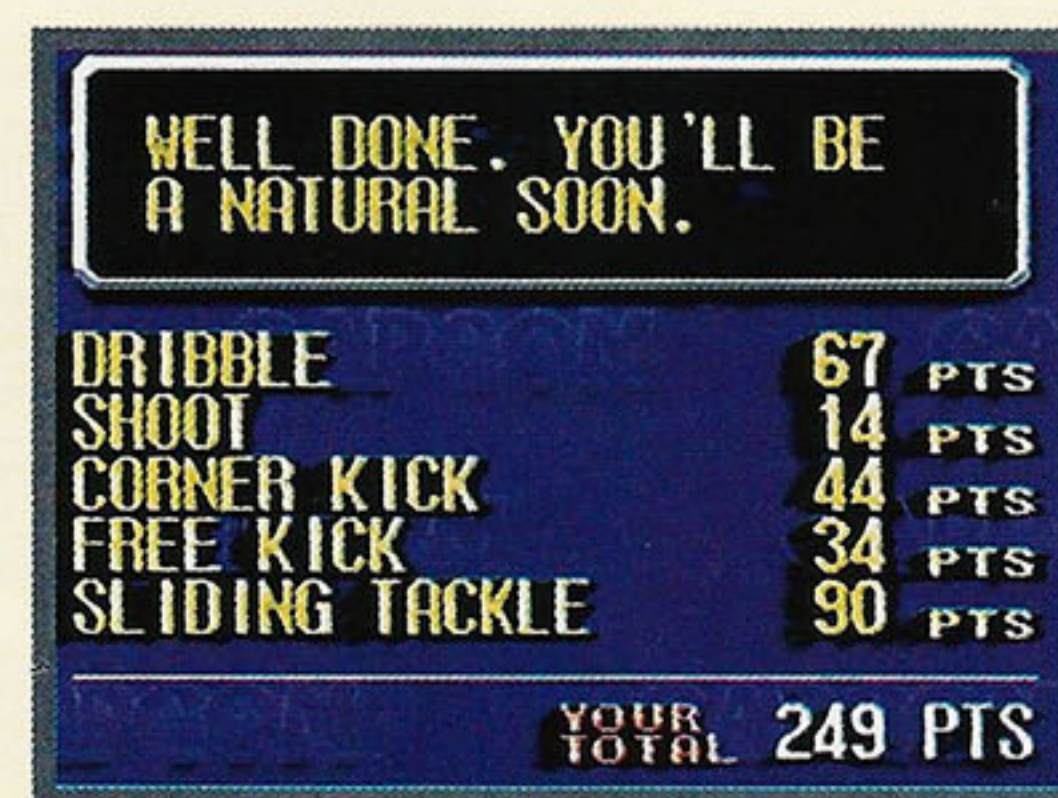 WELL DONE. YOU'LL BE
A NATURAL SOON.
DRIBBLE 67 PTS
SHOOT 14 PTS
CORNER KICK 44 PTS
FREE KICK 34 PTS
SLIDING TACKLE 90 PTS
YOUR TOTAL 249 PTS